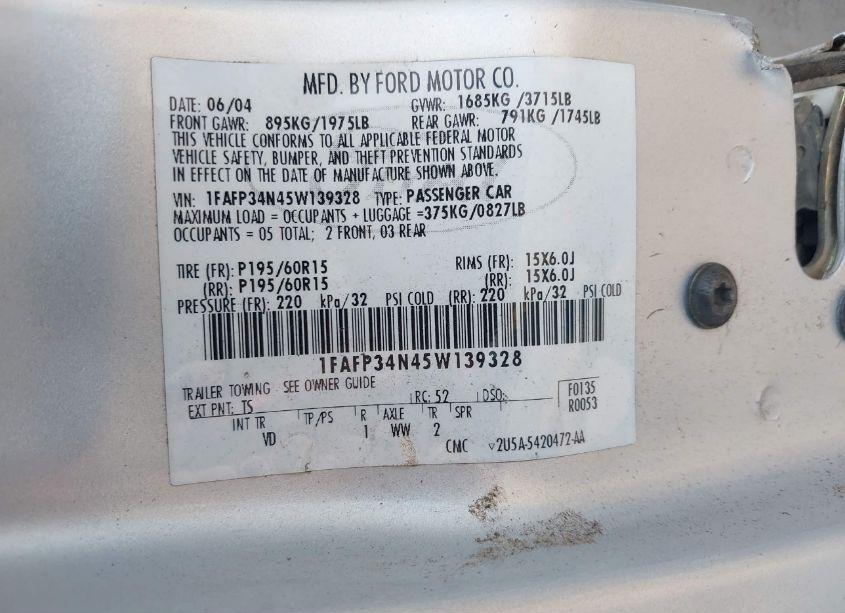 MFD. BY FORD MOTOR CO.
DATE: 06/04 GVWR: 1685KG /3715LB
FRONT GAWR: 895KG/1975LB REAR GAWR: 791KG /1745LB
THIS VEHICLE CONFORMS TO ALL APPLICABLE FEDERAL MOTOR
VEHICLE SAFETY, BUMPER, AND THEFT PREVENTION STANDARDS
IN EFFECT ON THE DATE OF MANUFACTURE SHOWN ABOVE.
VIN: 1FAFP34N45W139328 TYPE: PASSENGER CAR
MAXIMUM LOAD = OCCUPANTS + LUGGAGE =375KG/0827LB
OCCUPANTS = 05 TOTAL; 2 FRONT, 03 REAR
TIRE (FR): P195/60R15 RIMS (FR): 15X6.0J
(RR): P195/60R15 (RR): 15X6.0J
PRESSURE (FR): 220 kPa/32 PSI COLD (RR): 220 kPa/32 PSI COLD
1FAFP34N45W139328
TRAILER TOWING SEE OWNER GUIDE
EXT PNT: TS RC: 52 DSO: F0135
R0053
INT TR TP/PS R AXLE TR SPR
VD 1 WW 2
CMC ▿2U5A-5420472-AA